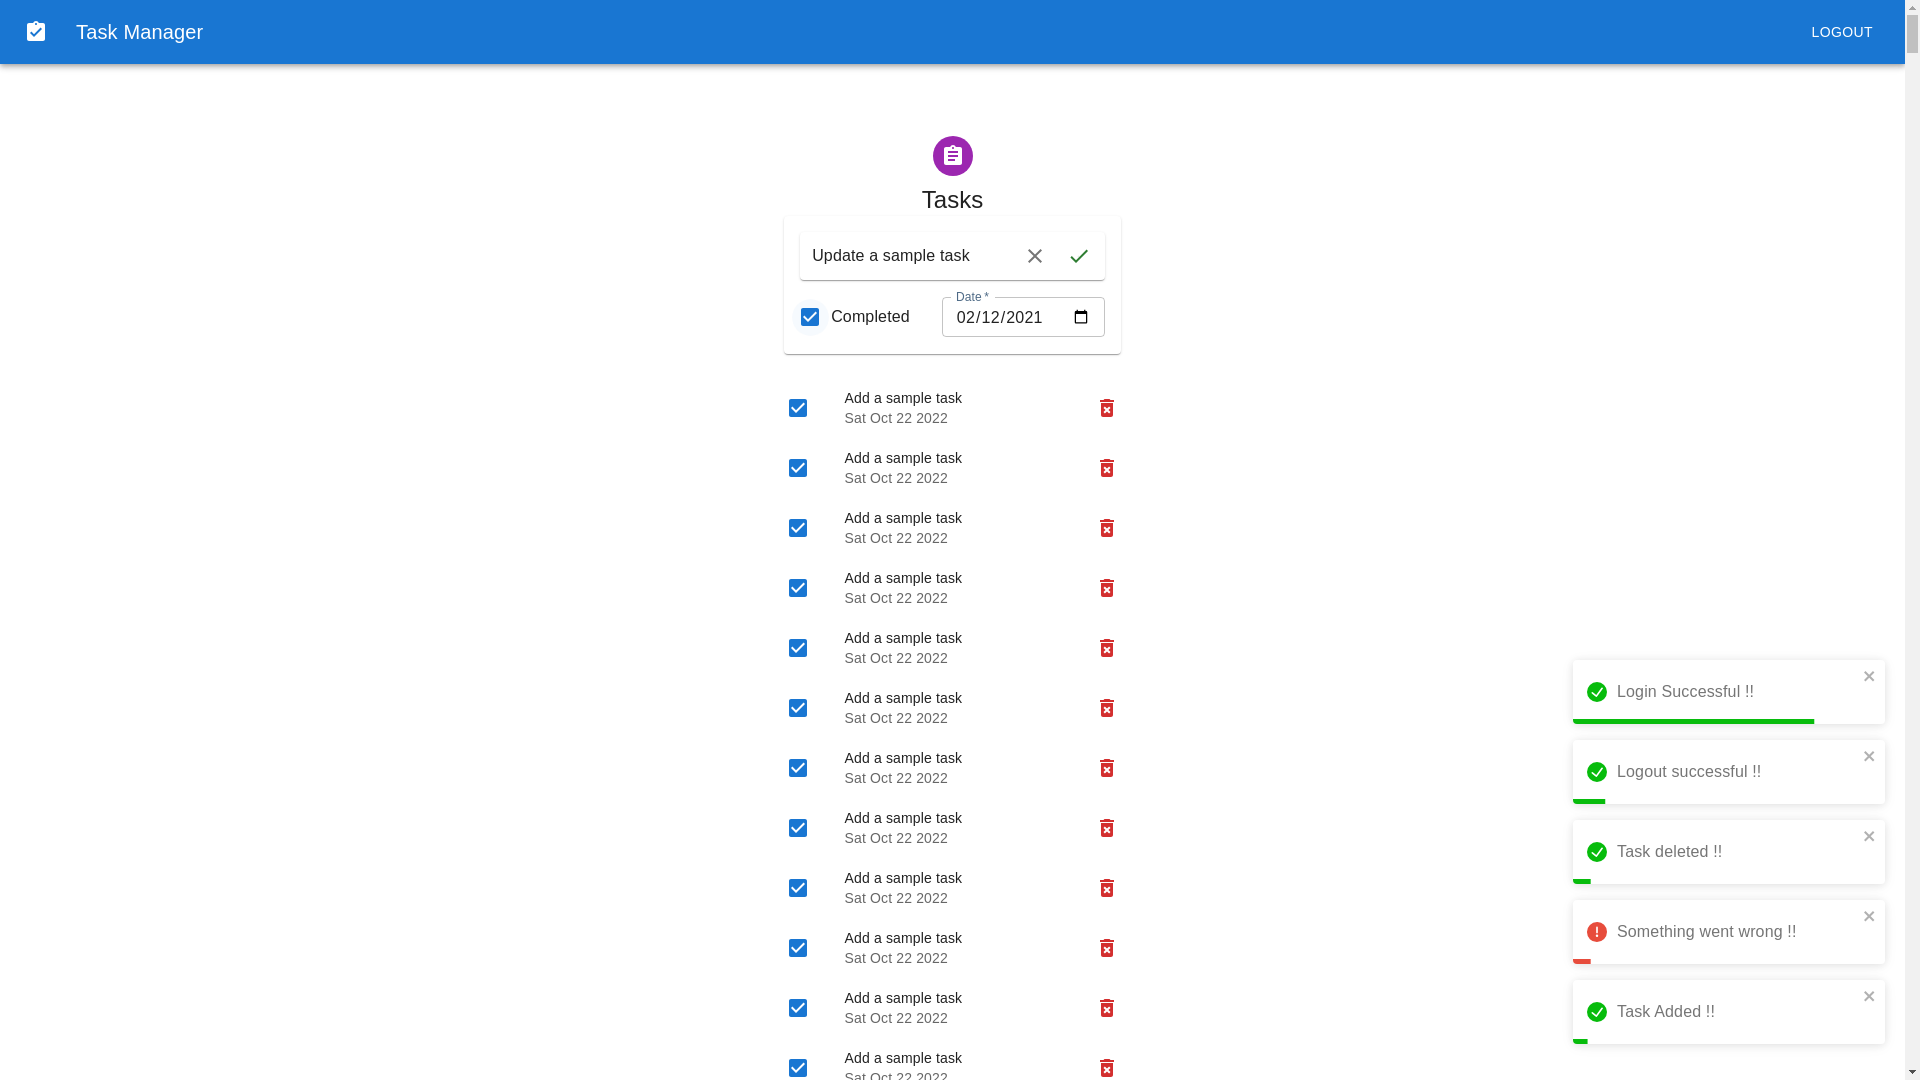 Task Manager
LOGOUT
Tasks
Update a sample task
Completed
Date *
02/12/2021
Add a sample task
Sat Oct 22 2022
Add a sample task
Sat Oct 22 2022
Add a sample task
Sat Oct 22 2022
Add a sample task
Sat Oct 22 2022
Add a sample task
Sat Oct 22 2022
Add a sample task
Sat Oct 22 2022
Add a sample task
Sat Oct 22 2022
Add a sample task
Sat Oct 22 2022
Add a sample task
Sat Oct 22 2022
Add a sample task
Sat Oct 22 2022
Add a sample task
Sat Oct 22 2022
Add a sample task
Sat Oct 22 2022
Login Successful !!
Logout successful !!
Task deleted !!
Something went wrong !!
Task Added !!